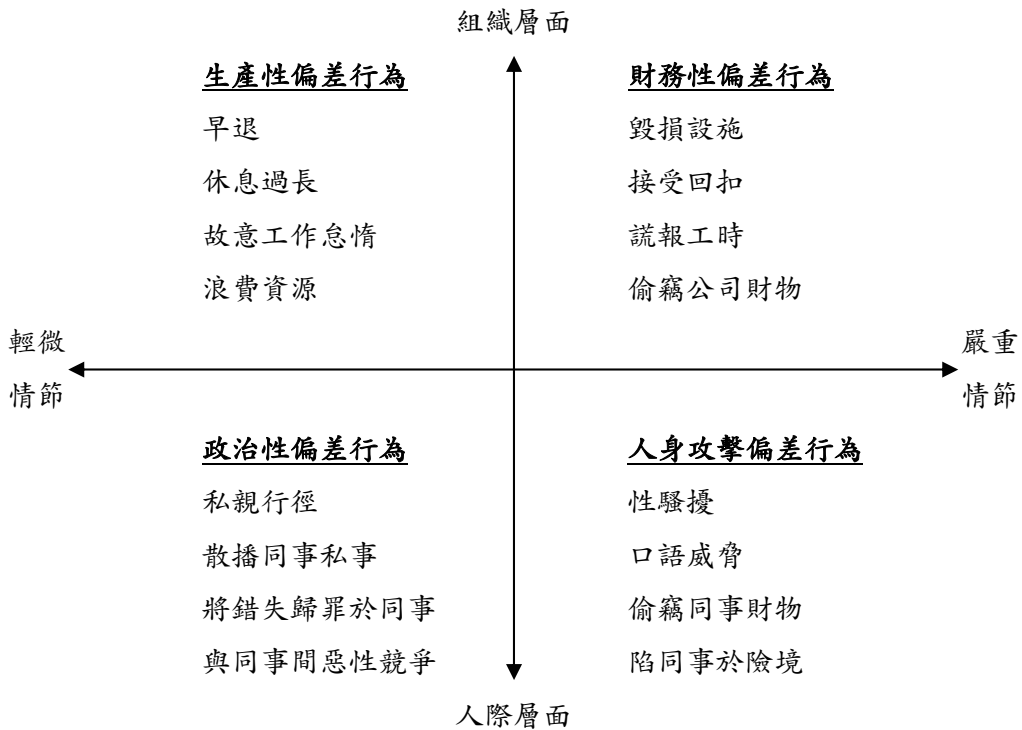 組織層面
生產性偏差行為
早退
休息過長
故意工作怠惰
浪費資源
財務性偏差行為
毀損設施
接受回扣
謊報工時
偷竊公司財物
輕微
情節
嚴重
情節
政治性偏差行為
私親行徑
散播同事私事
將錯失歸罪於同事
與同事間惡性競爭
人身攻擊偏差行為
性騷擾
口語威脅
偷竊同事財物
陷同事於險境
人際層面